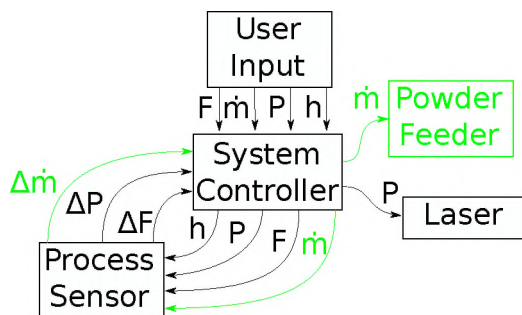 User
Input
F ṁ P h
ṁ
Powder
Feeder
System
Controller
P
Laser
Δṁ
ΔP
ΔF
h
P
F
ṁ
Process
Sensor